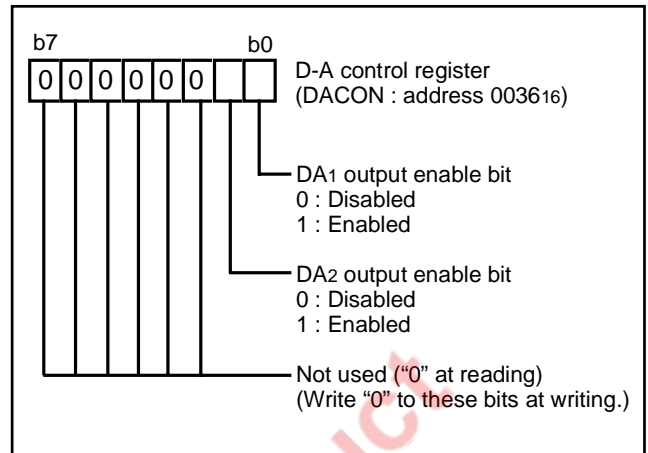 b7 b0
0 0 0 0 0 0
D-A control register
(DACON : address 003616)
DA1 output enable bit
0 : Disabled
1 : Enabled
DA2 output enable bit
0 : Disabled
1 : Enabled
Not used (“0” at reading)
(Write “0” to these bits at writing.)
uct